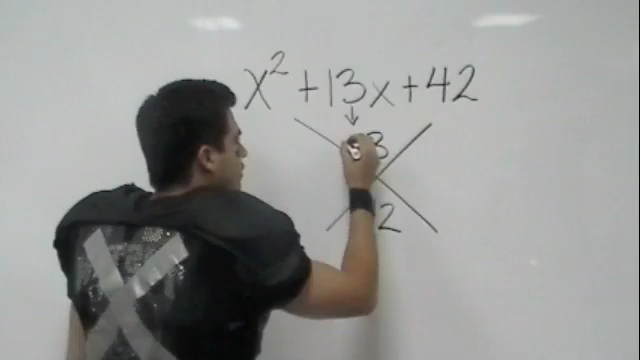 x² + 13x + 42
3
2